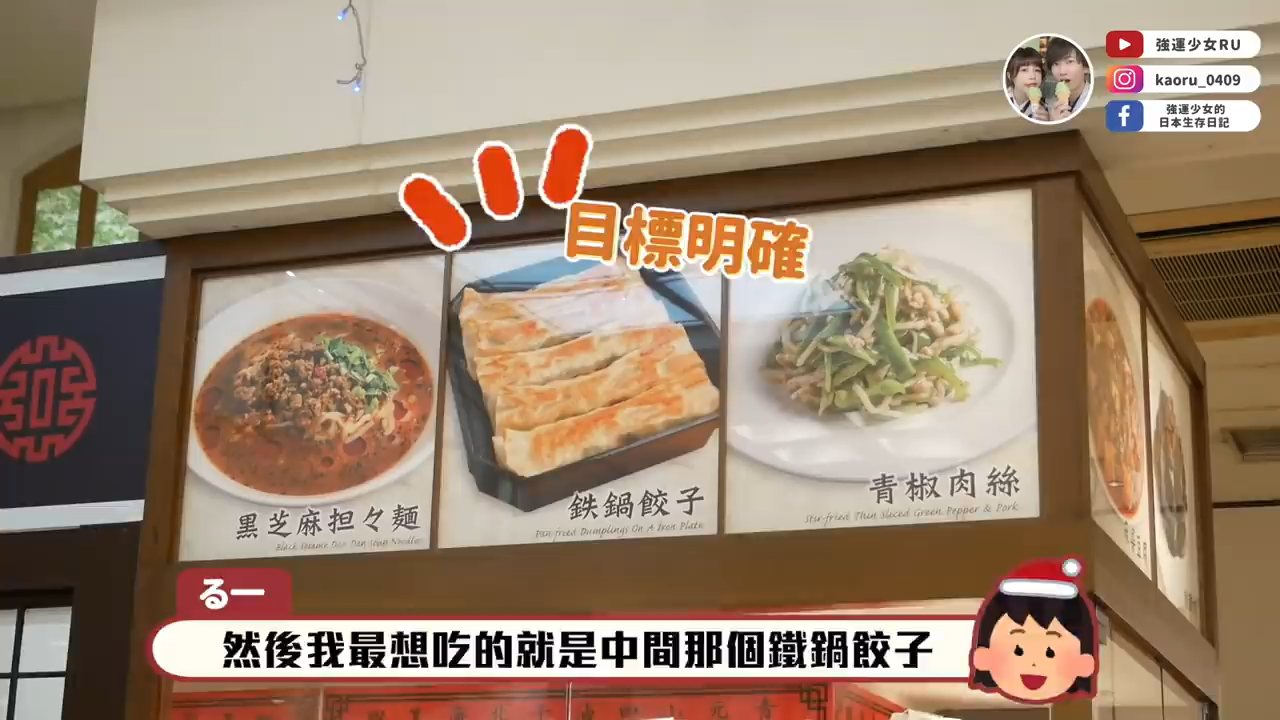 強運少女RU
kaoru_0409
強運少女的
日本生存日記
目標明確
黒芝麻担々麺
Black Sesame Dan Dan Soup Noodles
鉄鍋餃子
Pan-fried Dumplings On A Iron Plate
青椒肉絲
Stir-fried Thin Sliced Green Pepper & Pork
るー
然後我最想吃的就是中間那個鐵鍋餃子